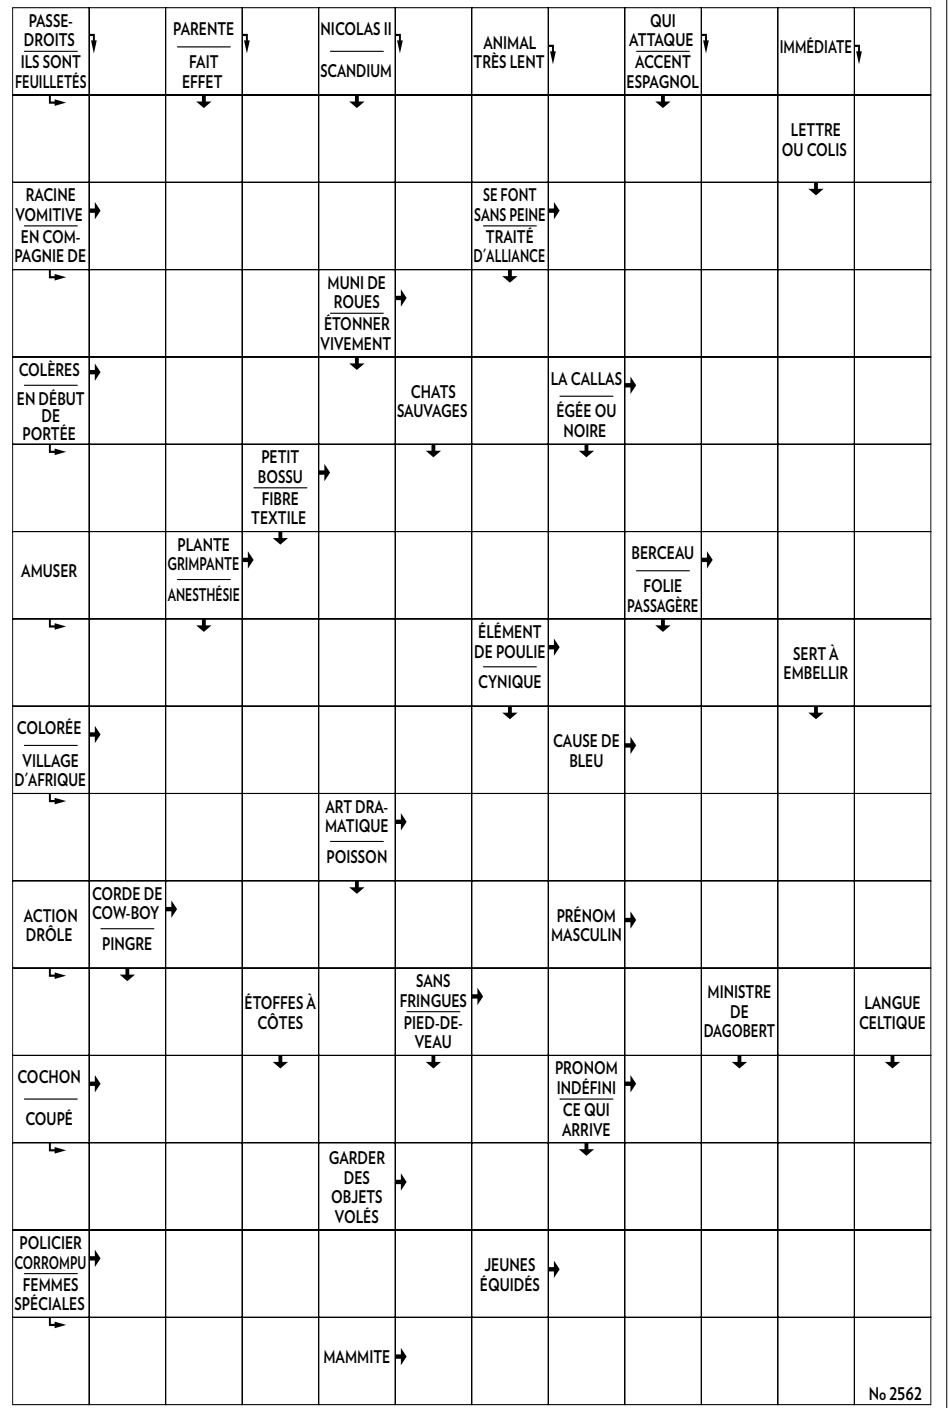 PASSE-
DROITS
ILS SONT
FEUILLETÉS
PARENTE
FAIT
EFFET
NICOLAS II
SCANDIUM
ANIMAL
TRÈS LENT
QUI
ATTAQUE
ACCENT
ESPAGNOL
IMMÉDIATE
LETTRE
OU COLIS
RACINE
VOMITIVE
EN COM-
PAGNIE DE
SE FONT
SANS PEINE
TRAITÉ
D'ALLIANCE
MUNI DE
ROUES
ÉTONNER
VIVEMENT
COLÈRES
EN DÉBUT
DE
PORTÉE
CHATS
SAUVAGES
LA CALLAS
ÉGÉE OU
NOIRE
PETIT
BOSSU
FIBRE
TEXTILE
AMUSER
PLANTE
GRIMPANTE
ANESTHÉSIE
BERCEAU
FOLIE
PASSAGÈRE
ÉLÉMENT
DE POULIE
CYNIQUE
SERT À
EMBELLIR
COLORÉE
VILLAGE
D'AFRIQUE
CAUSE DE
BLEU
ART DRA-
MATIQUE
POISSON
ACTION
DRÔLE
CORDE DE
COW-BOY
PINGRE
PRÉNOM
MASCULIN
ÉTOFFES À
CÔTES
SANS
FRINGUES
PIED-DE-
VEAU
MINISTRE
DE
DAGOBERT
LANGUE
CELTIQUE
COCHON
COUPÉ
PRONOM
INDÉFINI
CE QUI
ARRIVE
GARDER
DES
OBJETS
VOLÉS
POLICIER
CORROMPU
FEMMES
SPÉCIALES
JEUNES
ÉQUIDÉS
MAMMITE
No 2562